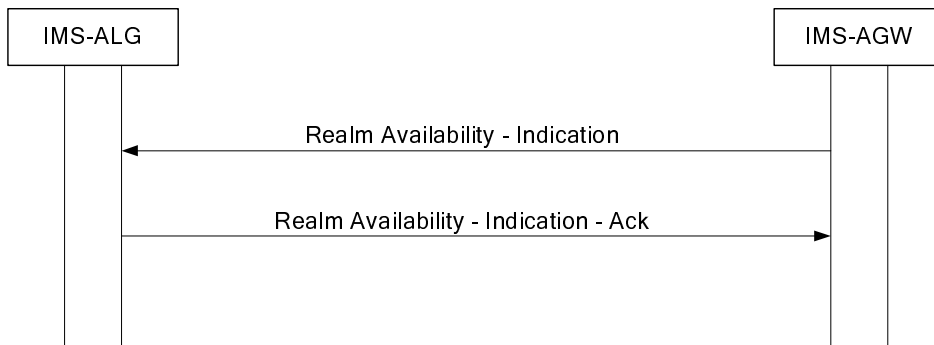 IMS-ALG
IMS-AGW
Realm Availability - Indication
Realm Availability - Indication - Ack